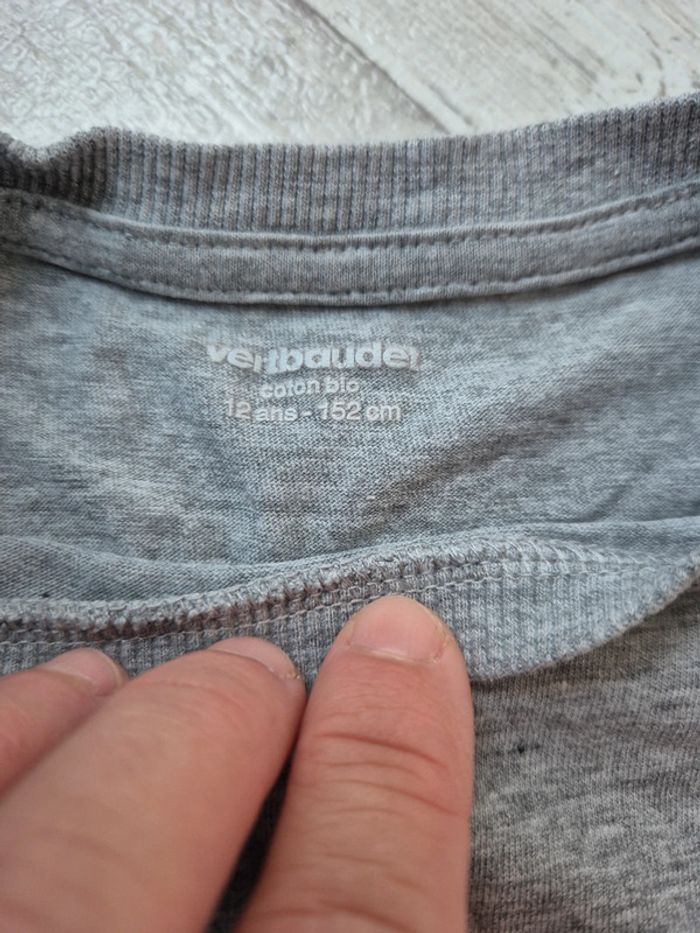 vertbaudet
coton bio
12 ans - 152 cm